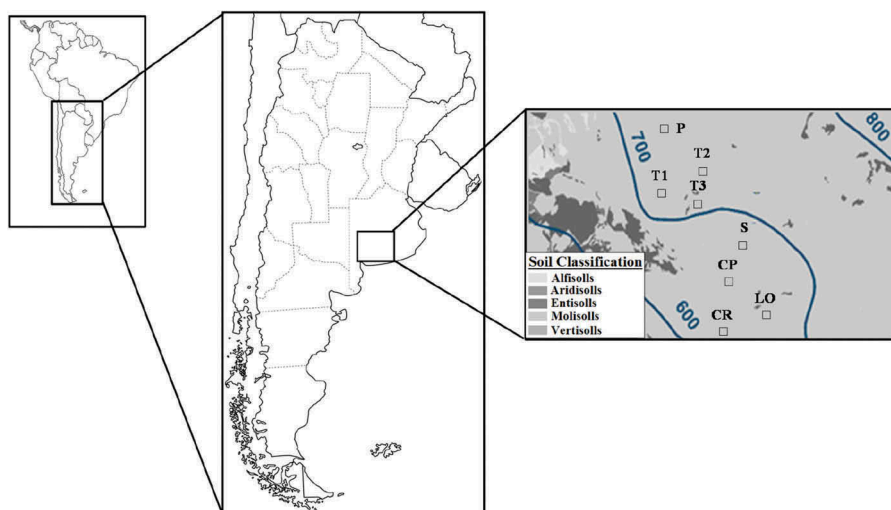 800
P
700
T2
T1
T3
S
Soil Classification
CP
Alfisolls
Aridisolls
Entisolls
LO
Molisolls
600
CR
Vertisolls